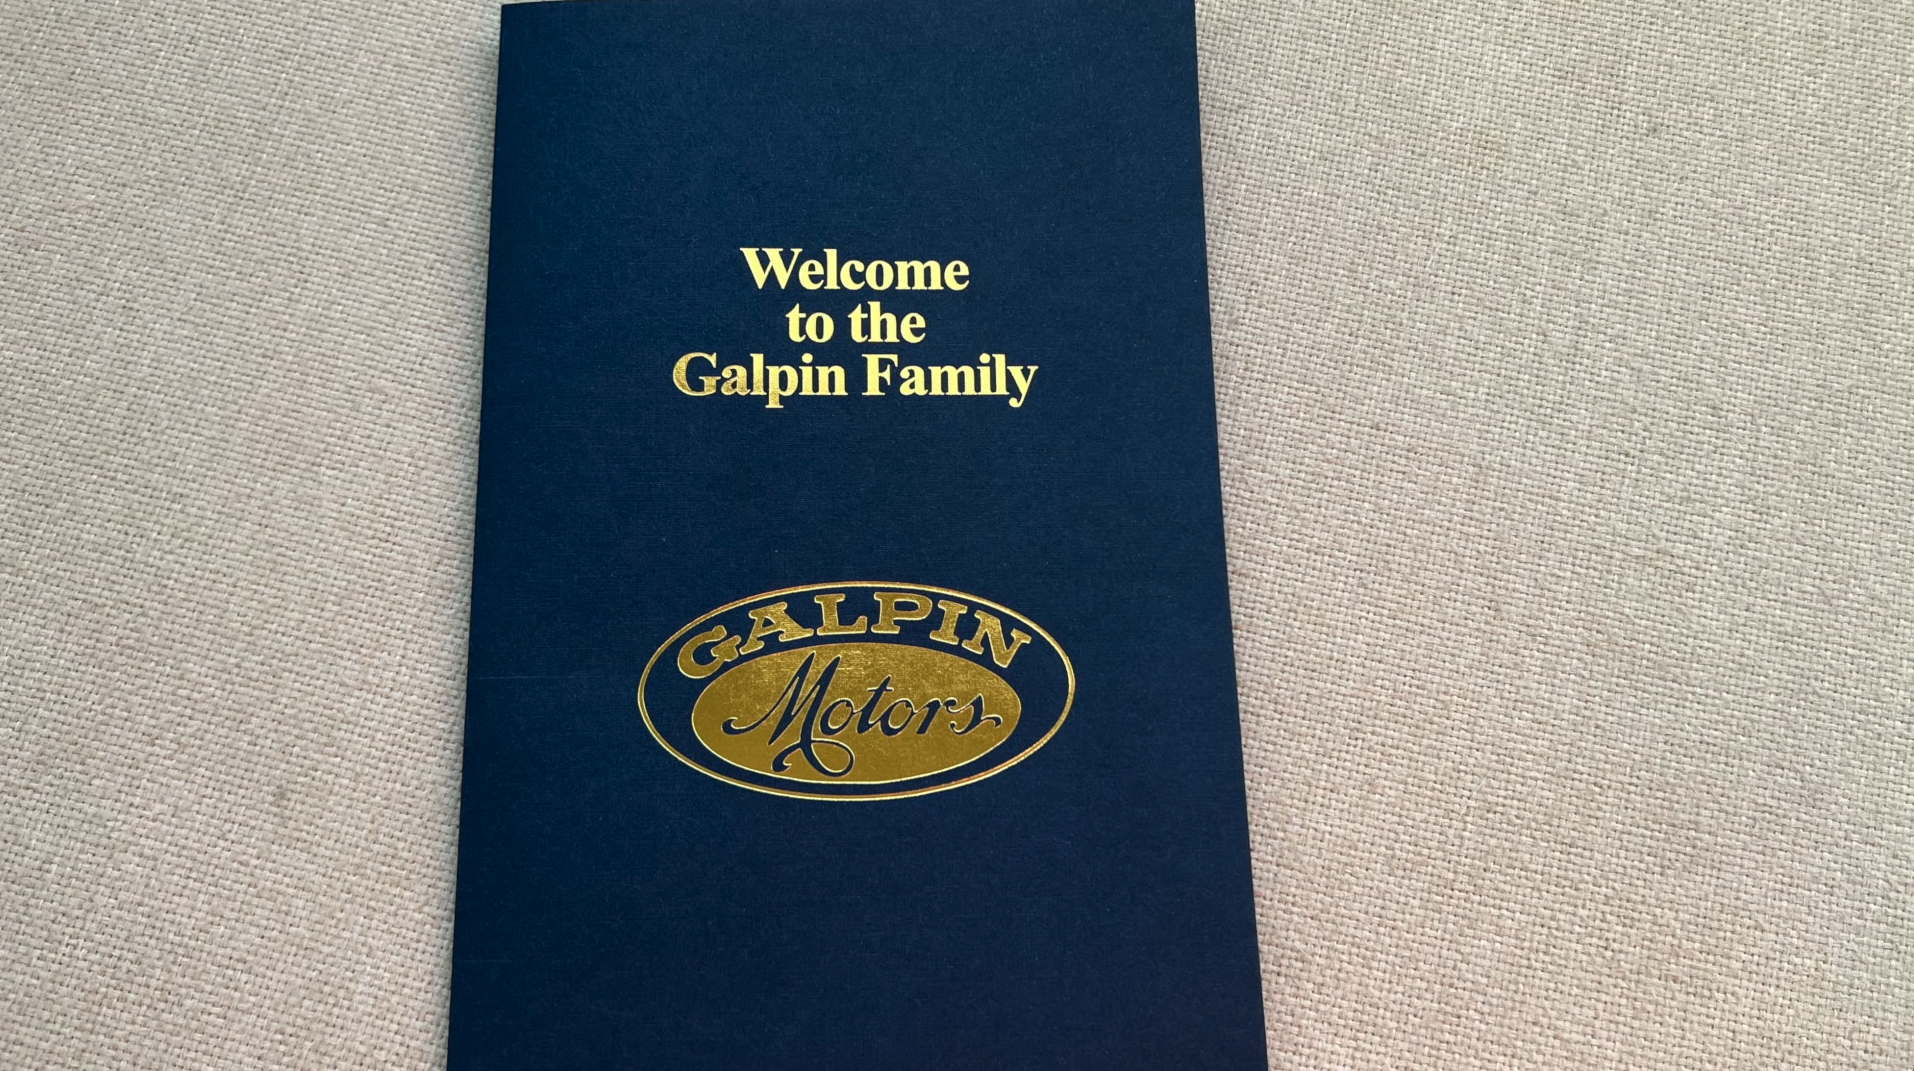 Welcome
to the
Galpin Family
GALPIN
Motors